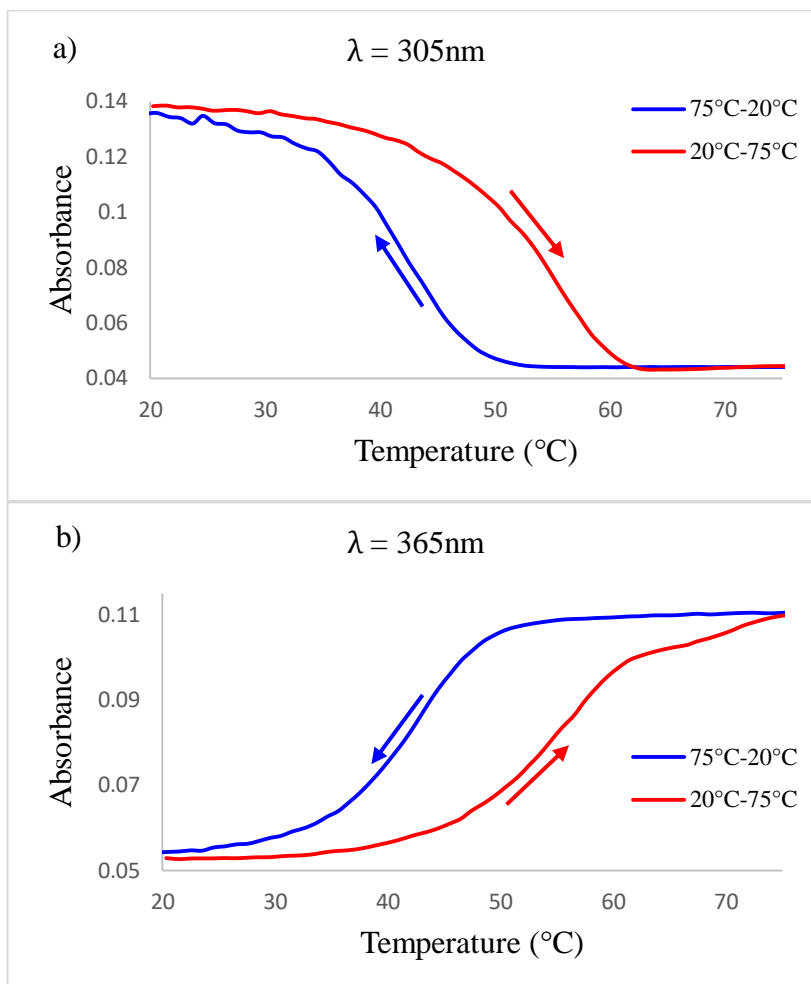 a)
λ = 305nm
0.14
0.12
0.1
0.08
0.06
0.04
Absorbance
75°C-20°C
20°C-75°C
20 30 40 50 60 70
Temperature (°C)
b)
λ = 365nm
0.11
0.09
0.07
0.05
Absorbance
75°C-20°C
20°C-75°C
20 30 40 50 60 70
Temperature (°C)